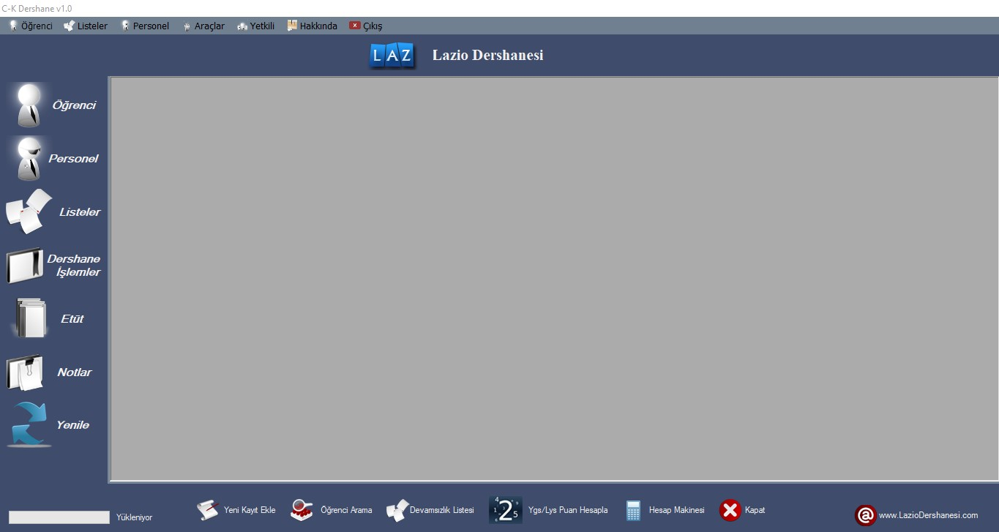 C-K Dershane v1.0
Öğrenci Listeler Personel Araçlar Yetkili Hakkında Çıkış
LAZ Lazio Dershanesi
Öğrenci
Personel
Listeler
Dershane
İşlemler
Etüt
Notlar
Yenile
Yükleniyor
Yeni Kayıt Ekle Öğrenci Arama Devamsızlık Listesi Ygs/Lys Puan Hesapla Hesap Makinesi Kapat
www.LazioDershanesi.com